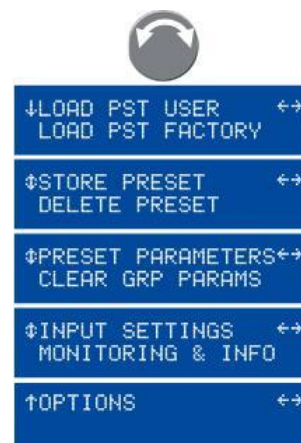 ↓LOAD PST USER ←→
LOAD PST FACTORY
⇕STORE PRESET ←→
DELETE PRESET
⇕PRESET PARAMETERS←→
CLEAR GRP PARAMS
⇕INPUT SETTINGS ←→
MONITORING & INFO
↑OPTIONS ←→